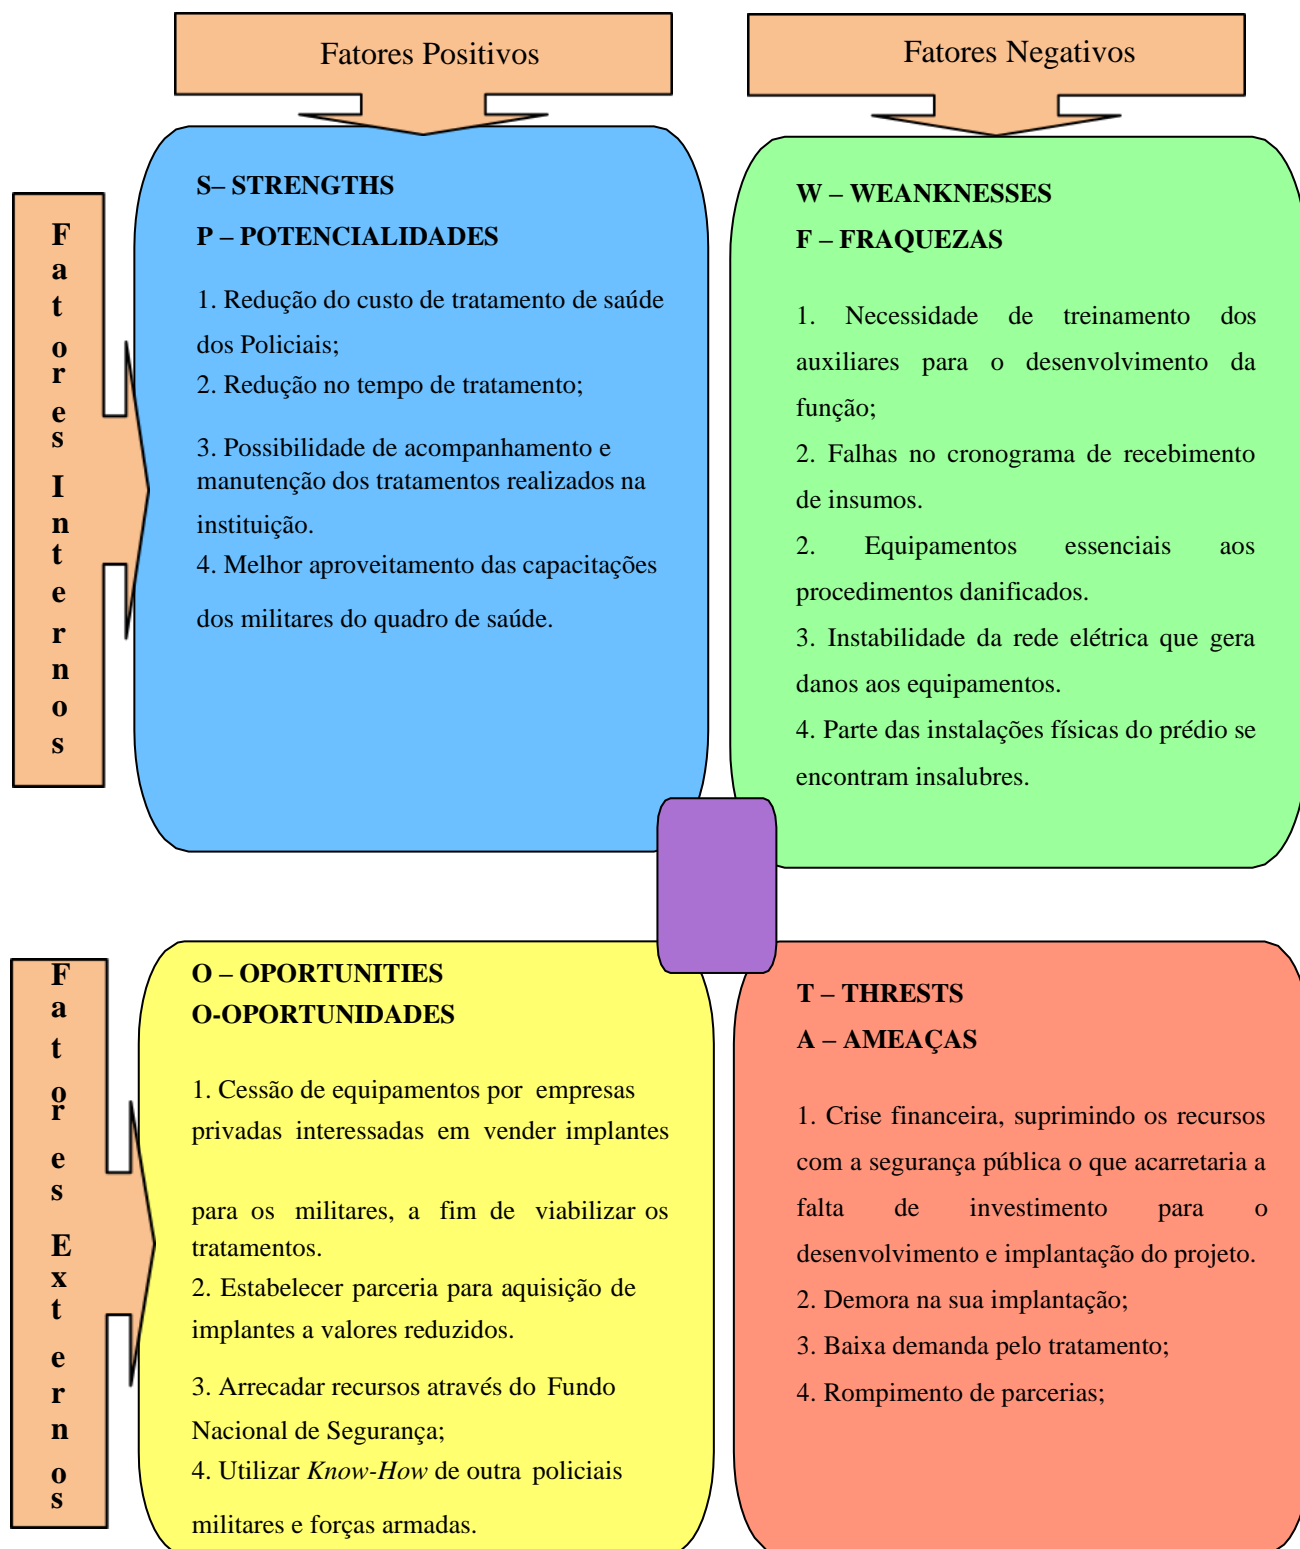 Fatores Positivos
Fatores Negativos
Fatores Internos
S– STRENGTHS
P – POTENCIALIDADES
1. Redução do custo de tratamento de saúde
dos Policiais;
2. Redução no tempo de tratamento;
3. Possibilidade de acompanhamento e
manutenção dos tratamentos realizados na
instituição.
4. Melhor aproveitamento das capacitações
dos militares do quadro de saúde.
W – WEANKNESSES
F – FRAQUEZAS
1. Necessidade de treinamento dos
auxiliares para o desenvolvimento da
função;
2. Falhas no cronograma de recebimento
de insumos.
2. Equipamentos essenciais aos
procedimentos danificados.
3. Instabilidade da rede elétrica que gera
danos aos equipamentos.
4. Parte das instalações físicas do prédio se
encontram insalubres.
Fatores Externos
O – OPORTUNITIES
O-OPORTUNIDADES
1. Cessão de equipamentos por empresas
privadas interessadas em vender implantes
para os militares, a fim de viabilizar os
tratamentos.
2. Estabelecer parceria para aquisição de
implantes a valores reduzidos.
3. Arrecadar recursos através do Fundo
Nacional de Segurança;
4. Utilizar Know-How de outra policiais
militares e forças armadas.
T – THRESTS
A – AMEAÇAS
1. Crise financeira, suprimindo os recursos
com a segurança pública o que acarretaria a
falta de investimento para o
desenvolvimento e implantação do projeto.
2. Demora na sua implantação;
3. Baixa demanda pelo tratamento;
4. Rompimento de parcerias;